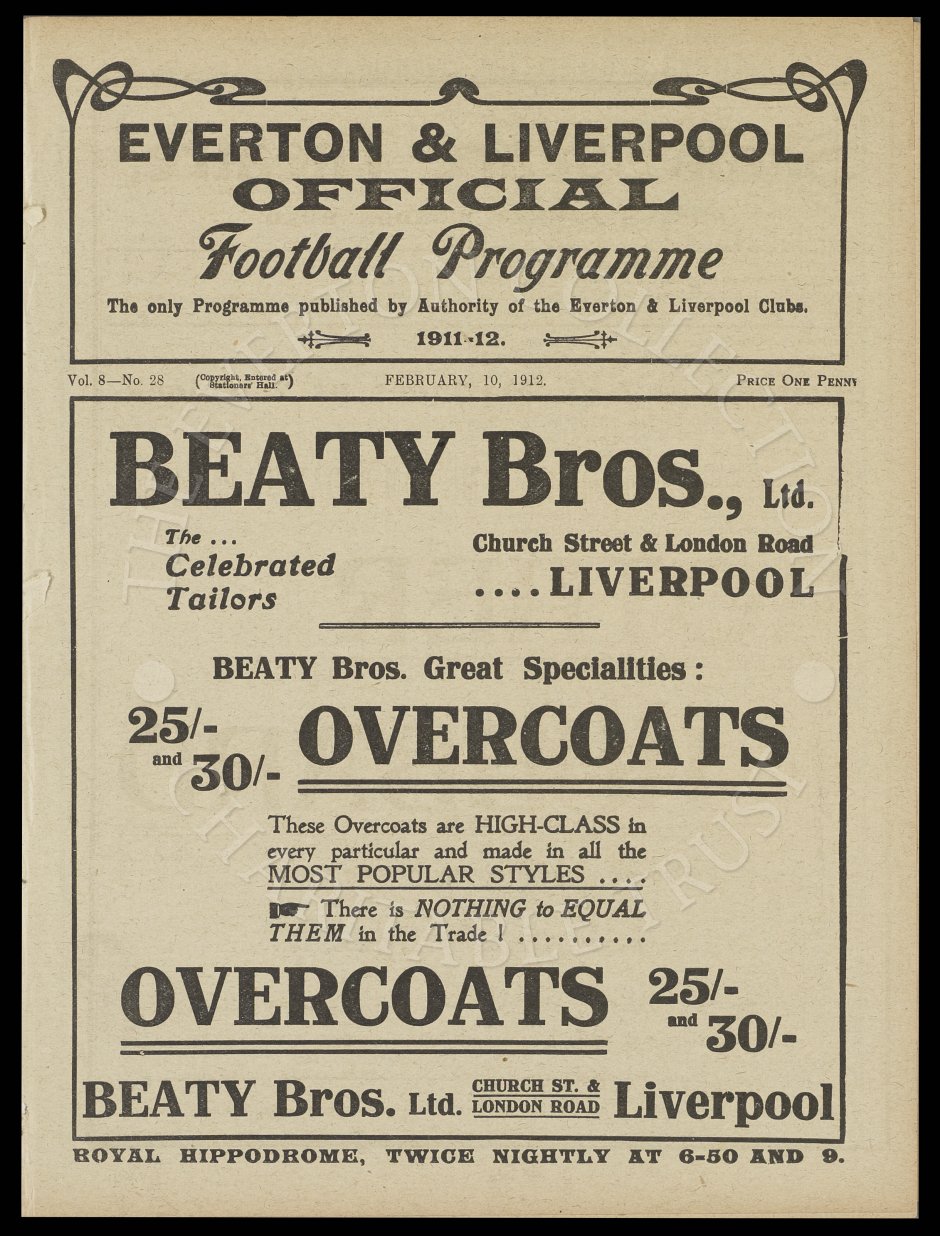 EVERTON & LIVERPOOL
OFFICIAL
Football Programme
The only Programme published by Authority of the Everton & Liverpool Clubs.
1911-12.
Vol. 8—No. 28 (Copyright, Entered at Stationers' Hall.) FEBRUARY, 10, 1912. PRICE ONE PENNY
BEATY Bros., Ltd.
The ... Church Street & London Road
Celebrated
Tailors .... LIVERPOOL
BEATY Bros. Great Specialities:
25/- and 30/- OVERCOATS
These Overcoats are HIGH-CLASS in
every particular and made in all the
MOST POPULAR STYLES ....
☛ There is NOTHING to EQUAL
THEM in the Trade! ..........
OVERCOATS 25/- and 30/-
BEATY Bros. Ltd. CHURCH ST. & LONDON ROAD Liverpool
ROYAL HIPPODROME, TWICE NIGHTLY AT 6-50 AND 9.
THE EVERTON COLLECTION
CHARITABLE TRUST